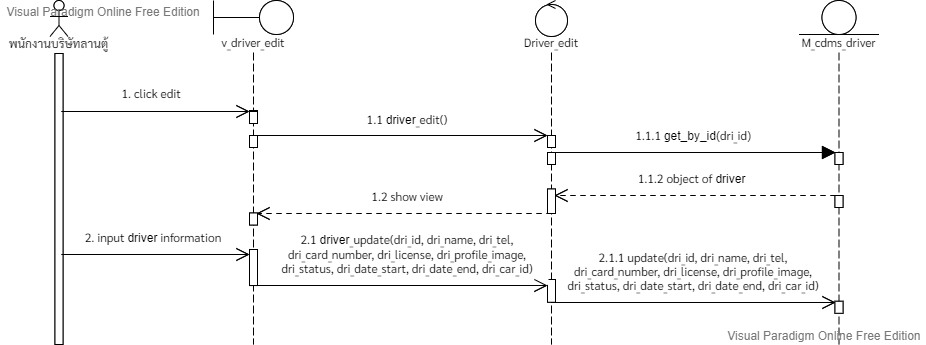 Visual Paradigm Online Free Edition
พนักงานบริษัทลานตู้
v_driver_edit
Driver_edit
M_cdms_driver
1. click edit
1.1 driver_edit()
1.1.1 get_by_id(dri_id)
1.1.2 object of driver
1.2 show view
2. input driver information
2.1 driver_update(dri_id, dri_name, dri_tel,
dri_card_number, dri_license, dri_profile_image,
dri_status, dri_date_start, dri_date_end, dri_car_id)
2.1.1 update(dri_id, dri_name, dri_tel,
dri_card_number, dri_license, dri_profile_image,
dri_status, dri_date_start, dri_date_end, dri_car_id)
Visual Paradigm Online Free Edition